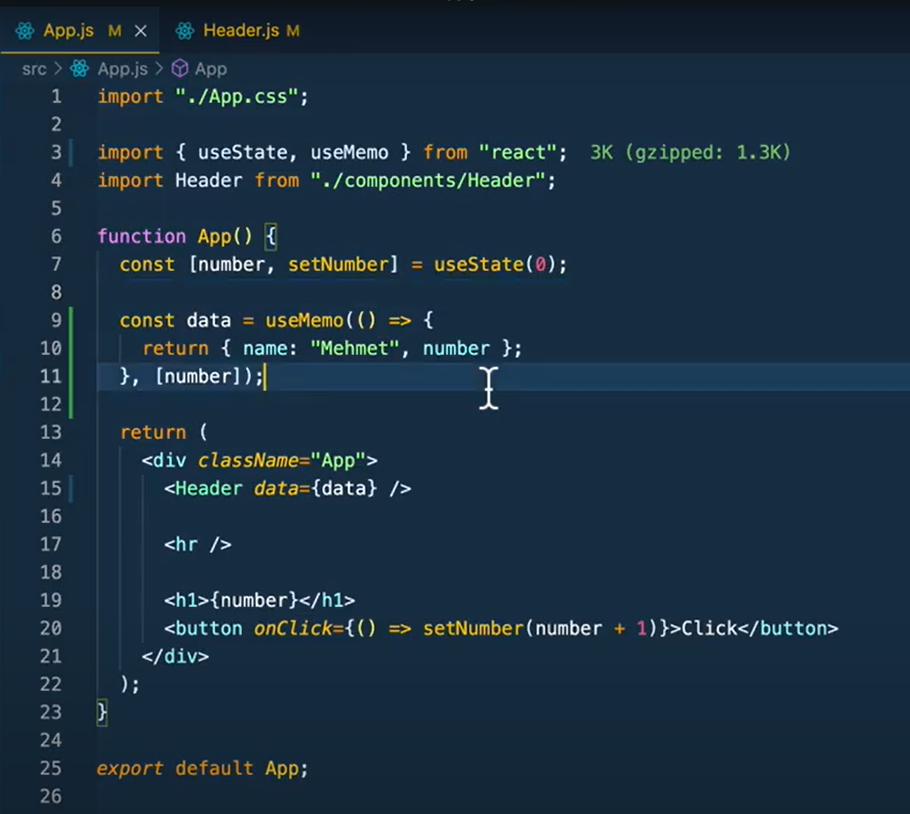 App.js M
Header.js M
src > App.js > App
1 import "./App.css";
2
3 import { useState, useMemo } from "react"; 3K (gzipped: 1.3K)
4 import Header from "./components/Header";
5
6 function App() {
7 const [number, setNumber] = useState(0);
8
9 const data = useMemo(() => {
10 return { name: "Mehmet", number };
11 }, [number]);
12
13 return (
14 <div className="App">
15 <Header data={data} />
16
17 <hr />
18
19 <h1>{number}</h1>
20 <button onClick={() => setNumber(number + 1)}>Click</button>
21 </div>
22 );
23 }
24
25 export default App;
26